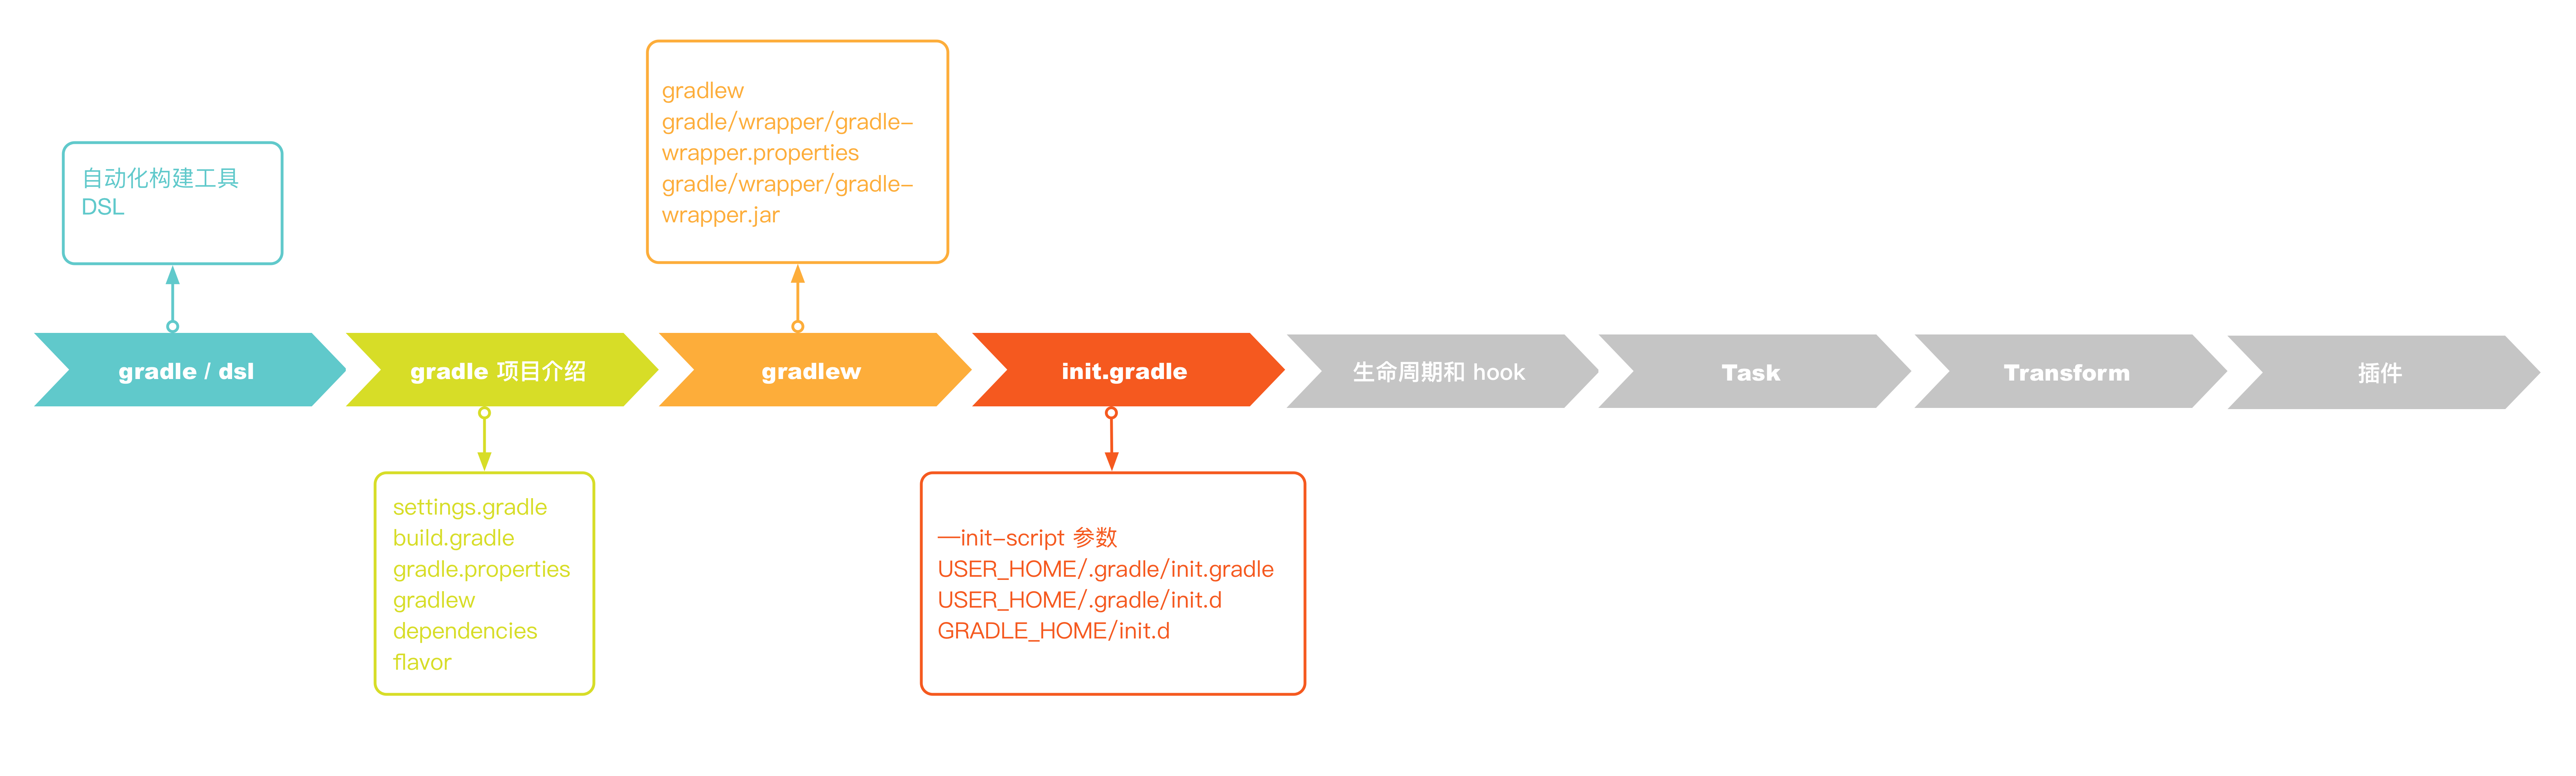 gradlew
gradle/wrapper/gradle-
wrapper.properties
gradle/wrapper/gradle-
wrapper.jar
自动化构建工具
DSL
gradle / dsl
gradle 项目介绍
gradlew
init.gradle
生命周期和 hook
Task
Transform
插件
settings.gradle
build.gradle
gradle.properties
gradlew
dependencies
flavor
—init-script 参数
USER_HOME/.gradle/init.gradle
USER_HOME/.gradle/init.d
GRADLE_HOME/init.d